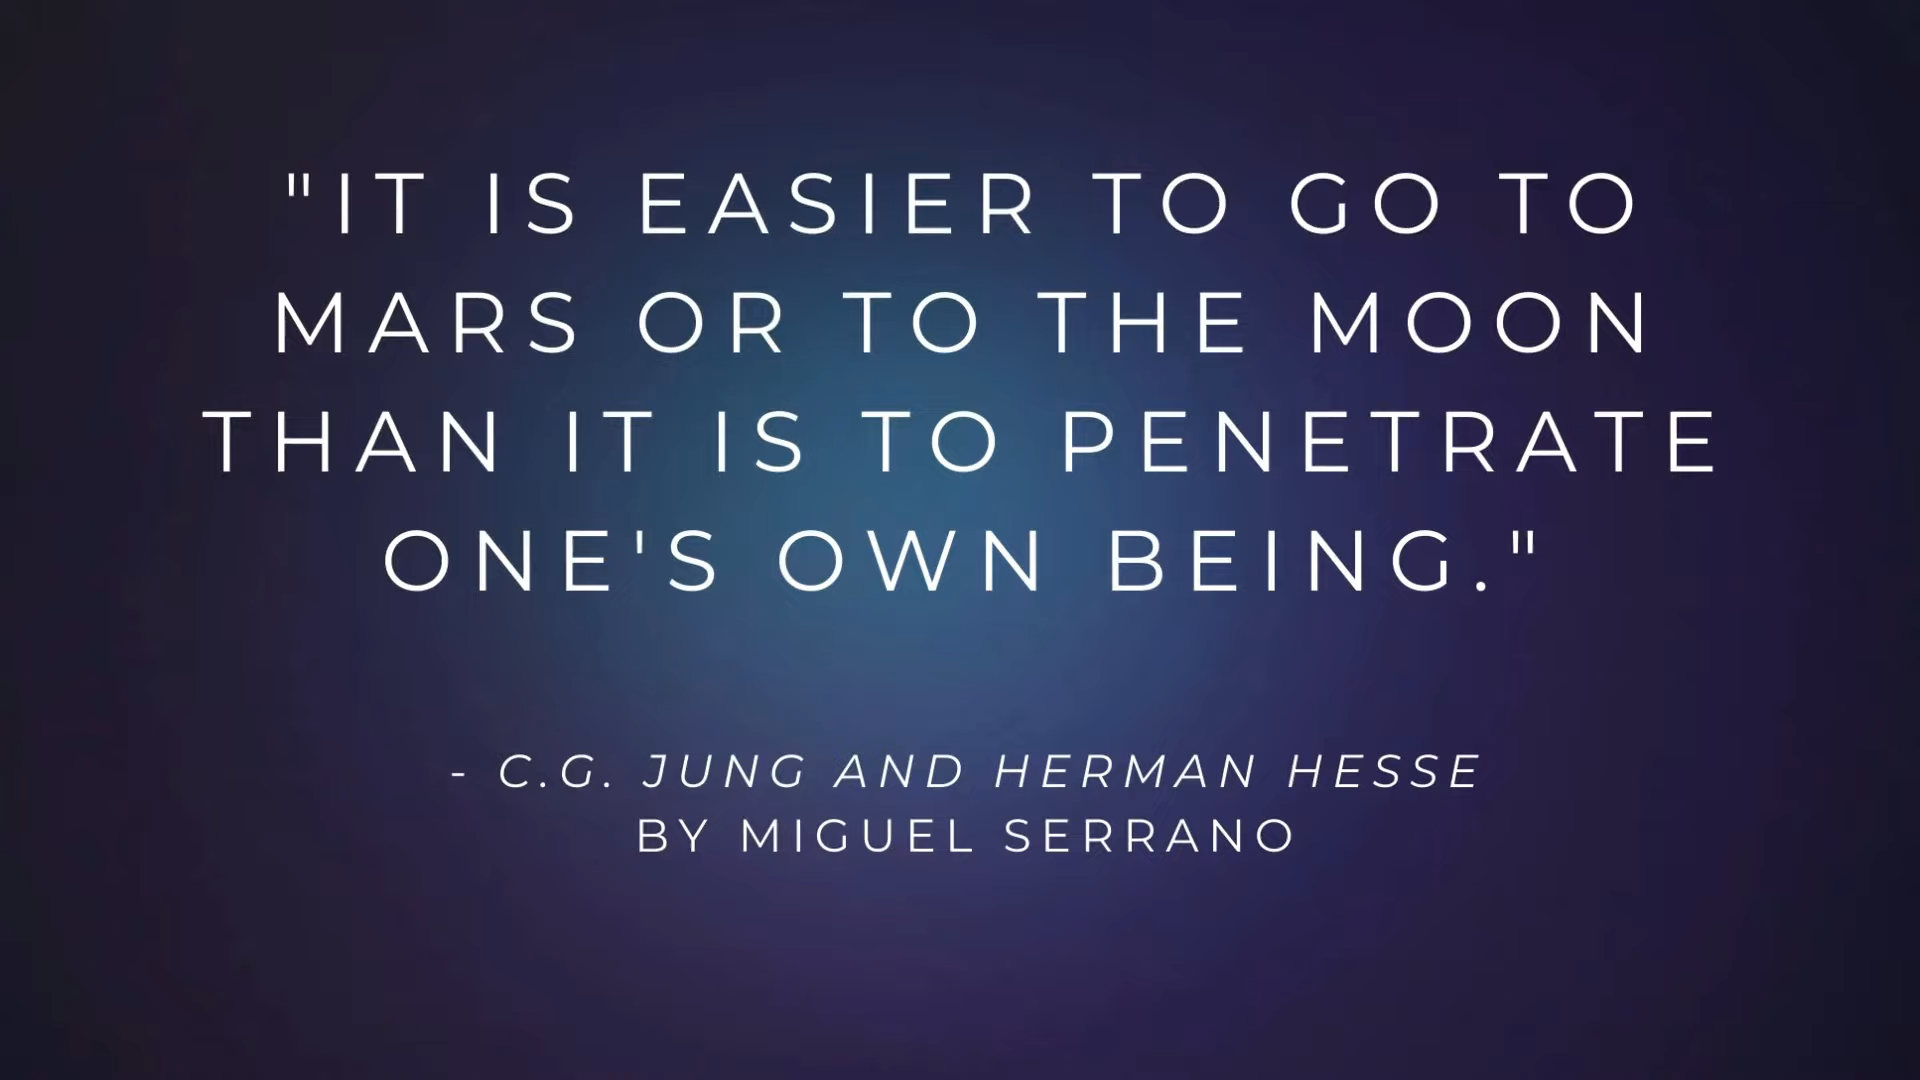 "IT IS EASIER TO GO TO
MARS OR TO THE MOON
THAN IT IS TO PENETRATE
ONE'S OWN BEING."
- C.G. JUNG AND HERMAN HESSE
BY MIGUEL SERRANO